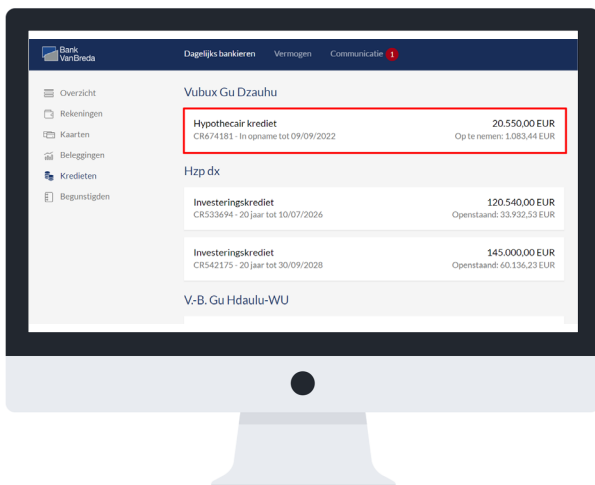 Bank
VanBreda
Dagelijks bankieren Vermogen Communicatie 1
Overzicht
Rekeningen
Kaarten
Beleggingen
Kredieten
Begunstigden
Vubux Gu Dzauhu
Hypothecair krediet 20.550,00 EUR
CR674181 - In opname tot 09/09/2022 Op te nemen: 1.083,44 EUR
Hzp dx
Investeringskrediet 120.540,00 EUR
CR533694 - 20 jaar tot 10/07/2026 Openstaand: 33.932,53 EUR
Investeringskrediet 145.000,00 EUR
CR542175 - 20 jaar tot 30/09/2028 Openstaand: 60.136,23 EUR
V.-B. Gu Hdaulu-WU